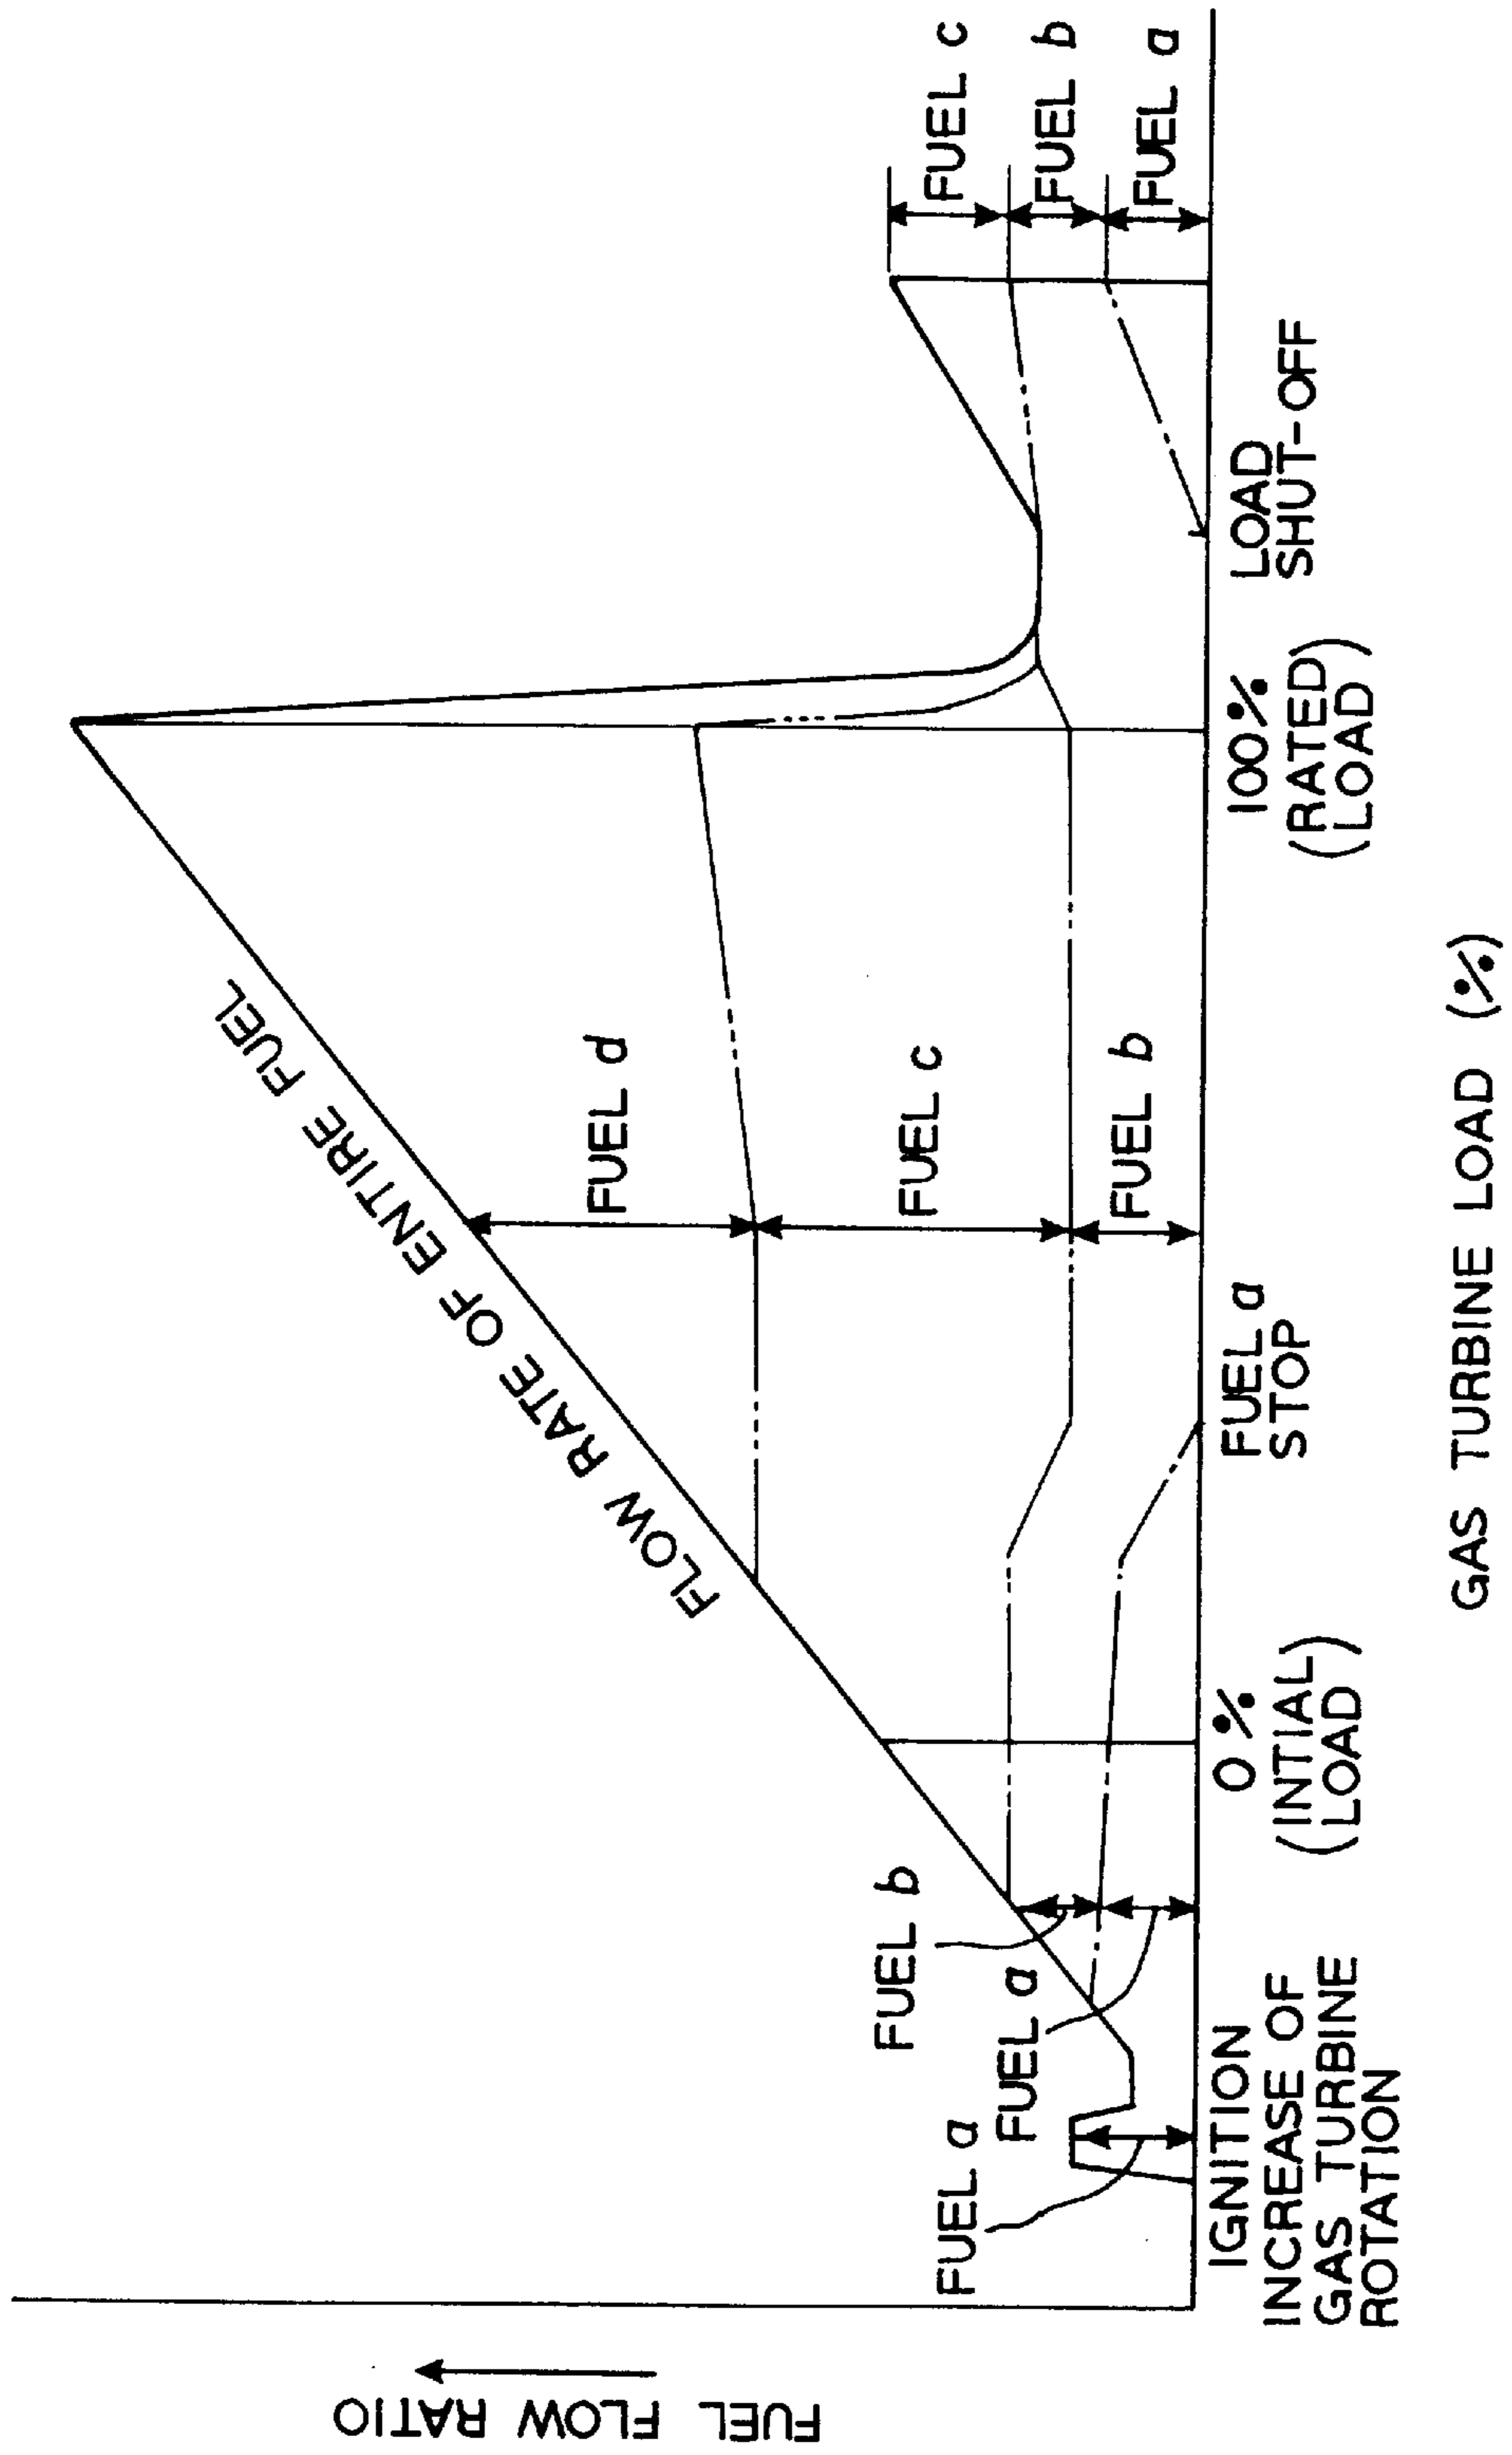 FUEL FLOW RATIO
FLOW RATE OF ENTIRE FUEL
FUEL d
FUEL c
FUEL b
FUEL b
FUEL a
FUEL a
FUEL c
FUEL b
FUEL a
IGNITION
INCREASE OF
GAS TURBINE
ROTATION
0%
(INTIAL)
(LOAD)
FUEL a
STOP
100%
(RATED)
(LOAD)
LOAD
SHUT-OFF
GAS TURBINE LOAD (%)